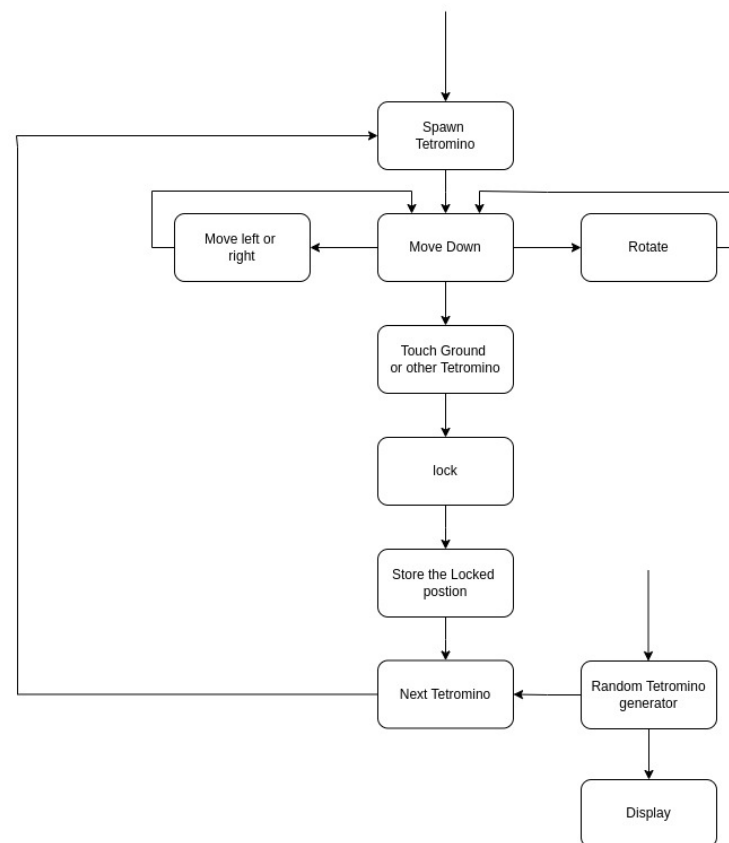 Spawn
Tetromino
Move left or
right
Move Down
Rotate
Touch Ground
or other Tetromino
lock
Store the Locked
postion
Next Tetromino
Random Tetromino
generator
Display